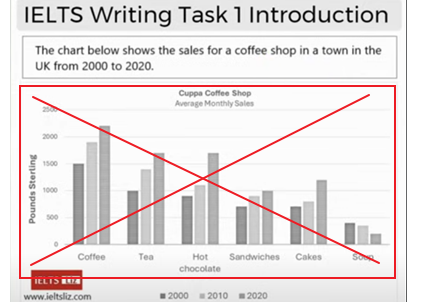 IELTS Writing Task 1 Introduction
The chart below shows the sales for a coffee shop in a town in the
UK from 2000 to 2020.
Cuppa Coffee Shop
Average Monthly Sales
2500
2000
1500
1000
500
0
Pounds Sterling
Coffee Tea Hot chocolate Sandwiches Cakes Soup
IELTS LIZ
www.ieltsliz.com
2000 2010 2020